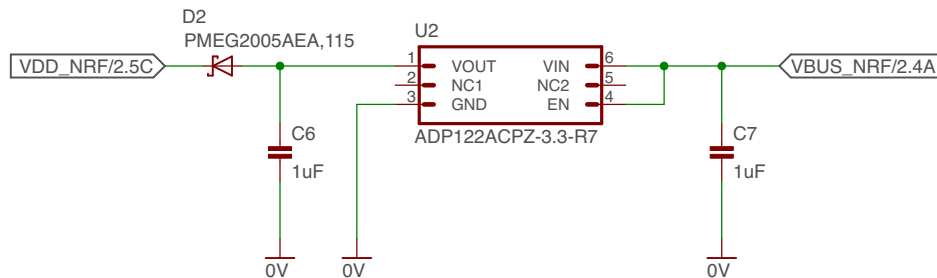 D2
PMEG2005AEA,115
VDD_NRF/2.5C
U2
1 VOUT VIN 6
2 NC1 NC2 5
3 GND EN 4
ADP122ACPZ-3.3-R7
VBUS_NRF/2.4A
C6
1uF
C7
1uF
0V
0V
0V